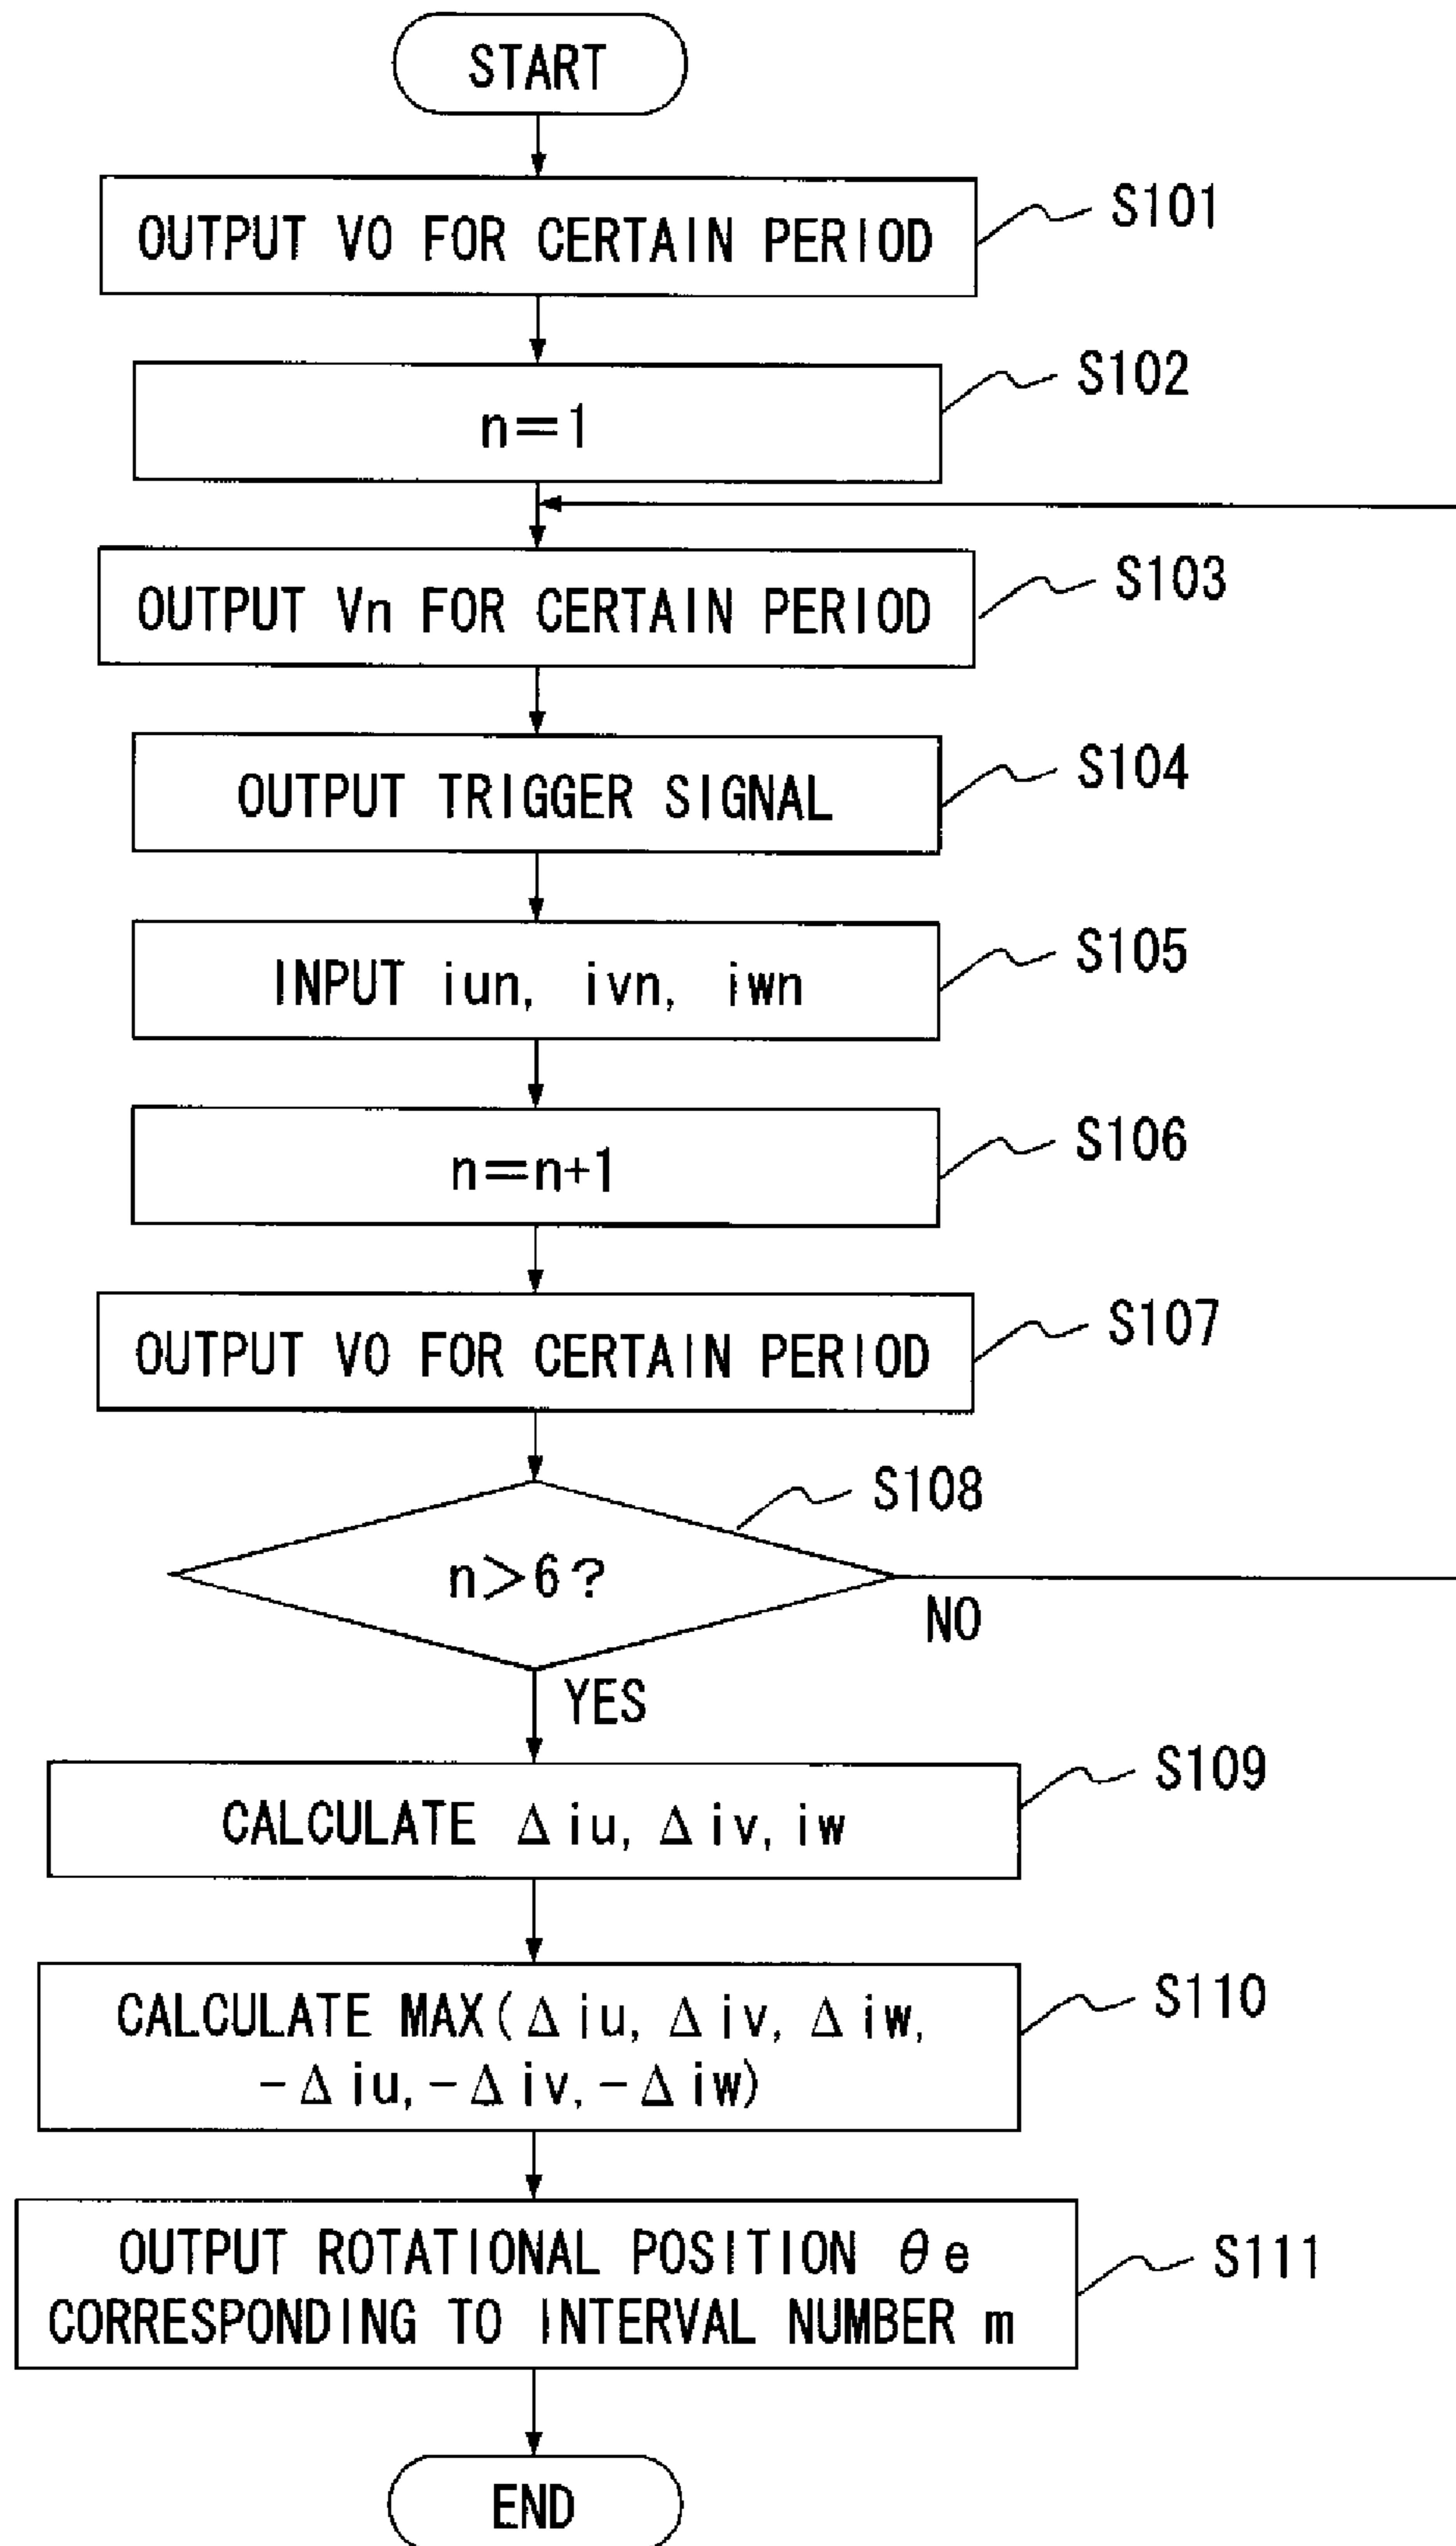 START
OUTPUT V0 FOR CERTAIN PERIOD
S101
n=1
S102
OUTPUT Vn FOR CERTAIN PERIOD
S103
OUTPUT TRIGGER SIGNAL
S104
INPUT iun, ivn, iwn
S105
n=n+1
S106
OUTPUT V0 FOR CERTAIN PERIOD
S107
n>6?
S108
NO
YES
CALCULATE Δiu, Δiv, iw
S109
CALCULATE MAX(Δiu, Δiv, Δiw,
-Δiu, -Δiv, -Δiw)
S110
OUTPUT ROTATIONAL POSITION θe
CORRESPONDING TO INTERVAL NUMBER m
S111
END